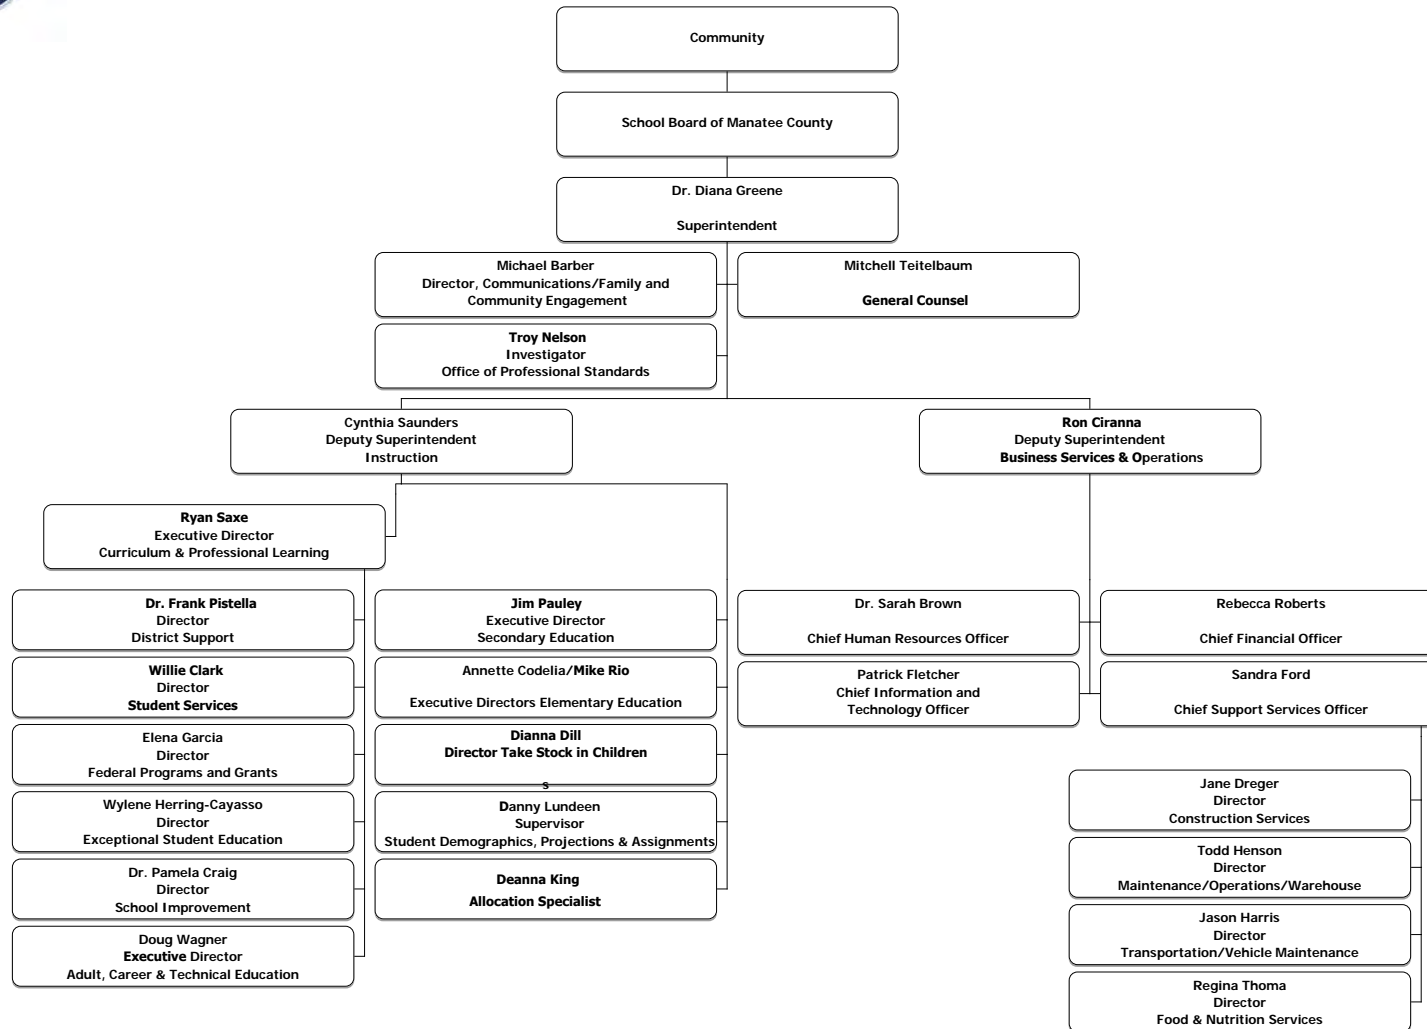 Community
School Board of Manatee County
Dr. Diana Greene
Superintendent
Michael Barber
Director, Communications/Family and
Community Engagement
Mitchell Teitelbaum
General Counsel
Troy Nelson
Investigator
Office of Professional Standards
Cynthia Saunders
Deputy Superintendent
Instruction
Ron Ciranna
Deputy Superintendent
Business Services & Operations
Ryan Saxe
Executive Director
Curriculum & Professional Learning
Dr. Frank Pistella
Director
District Support
Willie Clark
Director
Student Services
Elena Garcia
Director
Federal Programs and Grants
Wylene Herring-Cayasso
Director
Exceptional Student Education
Dr. Pamela Craig
Director
School Improvement
Doug Wagner
Executive Director
Adult, Career & Technical Education
Jim Pauley
Executive Director
Secondary Education
Annette Codelia/Mike Rio
Executive Directors Elementary Education
Dianna Dill
Director Take Stock in Children
s
Danny Lundeen
Supervisor
Student Demographics, Projections & Assignments
Deanna King
Allocation Specialist
Dr. Sarah Brown
Chief Human Resources Officer
Patrick Fletcher
Chief Information and
Technology Officer
Rebecca Roberts
Chief Financial Officer
Sandra Ford
Chief Support Services Officer
Jane Dreger
Director
Construction Services
Todd Henson
Director
Maintenance/Operations/Warehouse
Jason Harris
Director
Transportation/Vehicle Maintenance
Regina Thoma
Director
Food & Nutrition Services